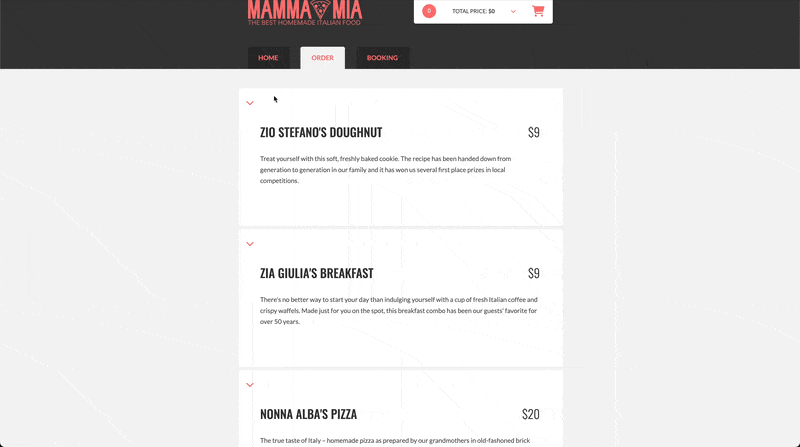 MAMMA MIA
THE BEST HOMEMADE ITALIAN FOOD
0 TOTAL PRICE: $0
HOME ORDER BOOKING
ZIO STEFANO'S DOUGHNUT $9
Treat yourself with this soft, freshly baked cookie. The recipe has been handed down from
generation to generation in our family and it has won us several first place prizes in local
competitions.
ZIA GIULIA'S BREAKFAST $9
There's no better way to start your day than indulging yourself with a cup of fresh Italian coffee and
crispy waffels. Made just for you on the spot, this breakfast combo has been our guests' favorite for
over 50 years.
NONNA ALBA'S PIZZA $20
The true taste of Italy – homemade pizza as prepared by our grandmothers in old-fashioned brick